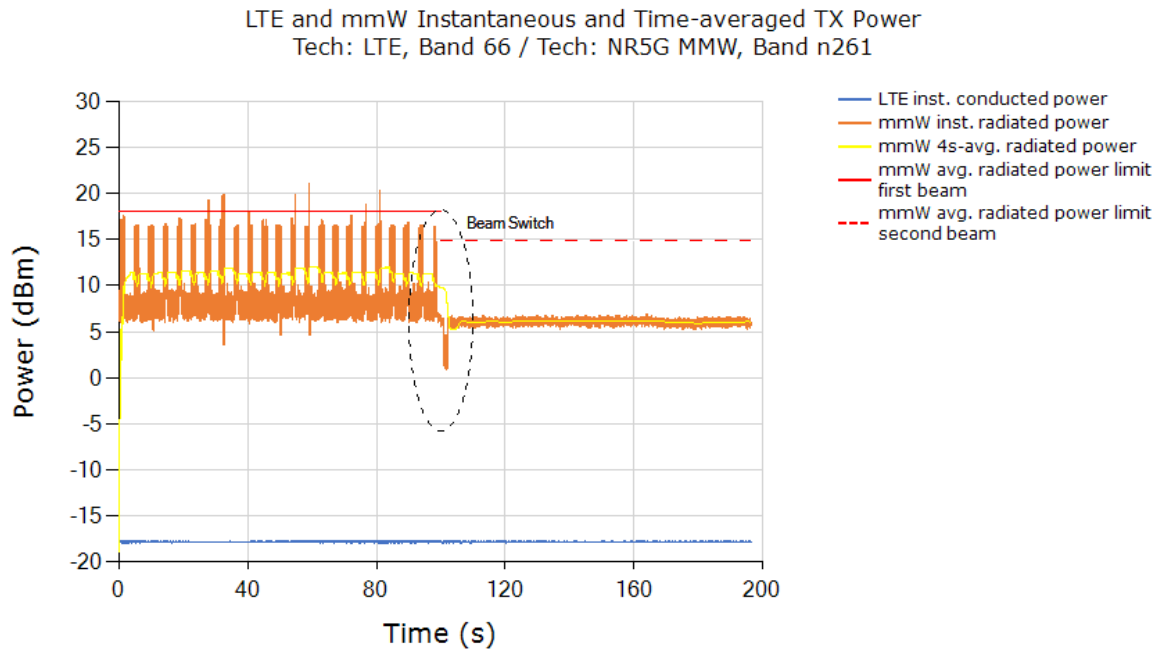 LTE and mmW Instantaneous and Time-averaged TX Power
Tech: LTE, Band 66 / Tech: NR5G MMW, Band n261
30
25
20
15
10
5
0
-5
-10
-15
-20
Power (dBm)
Beam Switch
0
40
80
120
160
200
Time (s)
LTE inst. conducted power
mmW inst. radiated power
mmW 4s-avg. radiated power
mmW avg. radiated power limit
first beam
mmW avg. radiated power limit
second beam